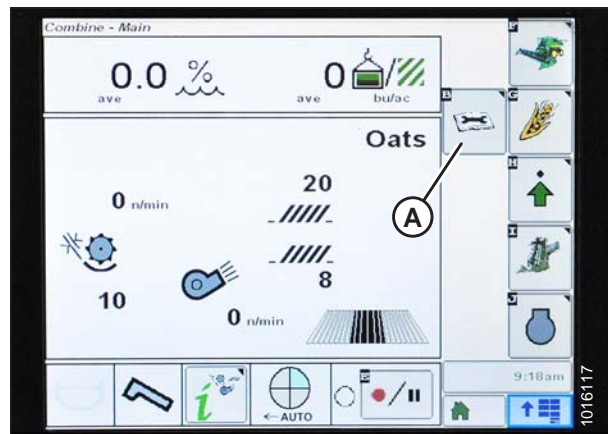 Combine - Main
F
0.0 %
ave
0 /
ave bu/ac
B
G
Oats
A
H
0 n/min
20
I
10
8
0 n/min
J
9:18am
i
← AUTO
E
/
1016117